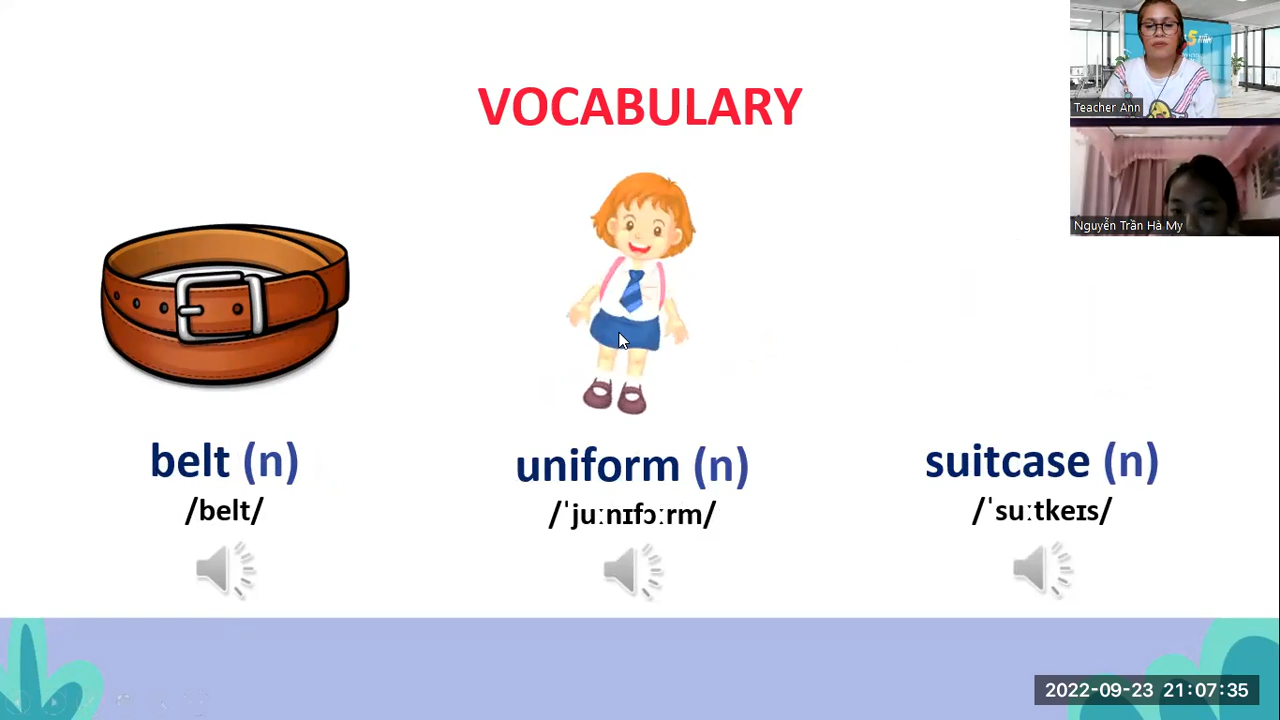 VOCABULARY
Teacher Ann
Nguyễn Trần Hà My
belt (n)
/belt/
uniform (n)
/ˈjuːnɪfɔːrm/
suitcase (n)
/ˈsuːtkeɪs/
2022-09-23 21:07:35